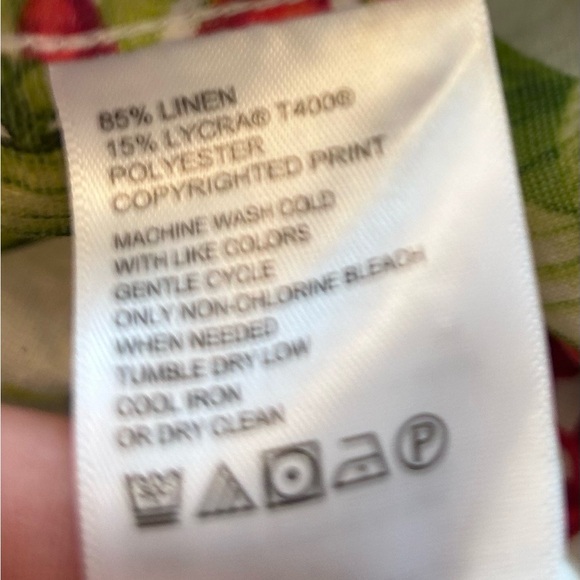 85% LINEN
15% LYCRA® T400®
POLYESTER
COPYRIGHTED PRINT
MACHINE WASH COLD
WITH LIKE COLORS
GENTLE CYCLE
ONLY NON-CHLORINE BLEACH
WHEN NEEDED
TUMBLE DRY LOW
COOL IRON
OR DRY CLEAN
P